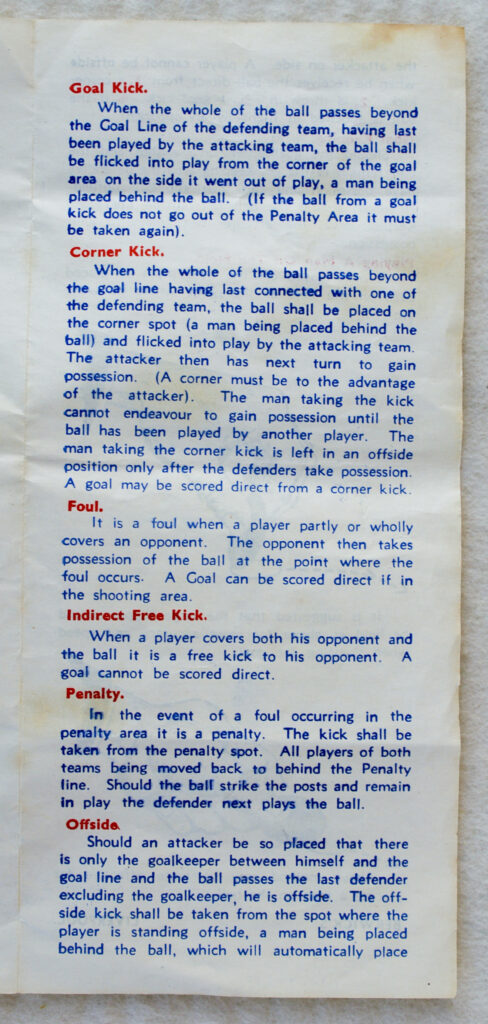 Goal Kick.
When the whole of the ball passes beyond
the Goal Line of the defending team, having last
been played by the attacking team, the ball shall
be flicked into play from the corner of the goal
area on the side it went out of play, a man being
placed behind the ball. (If the ball from a goal
kick does not go out of the Penalty Area it must
be taken again).
Corner Kick.
When the whole of the ball passes beyond
the goal line having last connected with one of
the defending team, the ball shall be placed on
the corner spot (a man being placed behind the
ball) and flicked into play by the attacking team.
The attacker then has next turn to gain
possession. (A corner must be to the advantage
of the attacker). The man taking the kick
cannot endeavour to gain possession until the
ball has been played by another player. The
man taking the corner kick is left in an offside
position only after the defenders take possession.
A goal may be scored direct from a corner kick.
Foul.
It is a foul when a player partly or wholly
covers an opponent. The opponent then takes
possession of the ball at the point where the
foul occurs. A Goal can be scored direct if in
the shooting area.
Indirect Free Kick.
When a player covers both his opponent and
the ball it is a free kick to his opponent. A
goal cannot be scored direct.
Penalty.
In the event of a foul occurring in the
penalty area it is a penalty. The kick shall be
taken from the penalty spot. All players of both
teams being moved back to behind the Penalty
line. Should the ball strike the posts and remain
in play the defender next plays the ball.
Offside.
Should an attacker be so placed that there
is only the goalkeeper between himself and the
goal line and the ball passes the last defender
excluding the goalkeeper, he is offside. The off-
side kick shall be taken from the spot where the
player is standing offside, a man being placed
behind the ball, which will automatically place